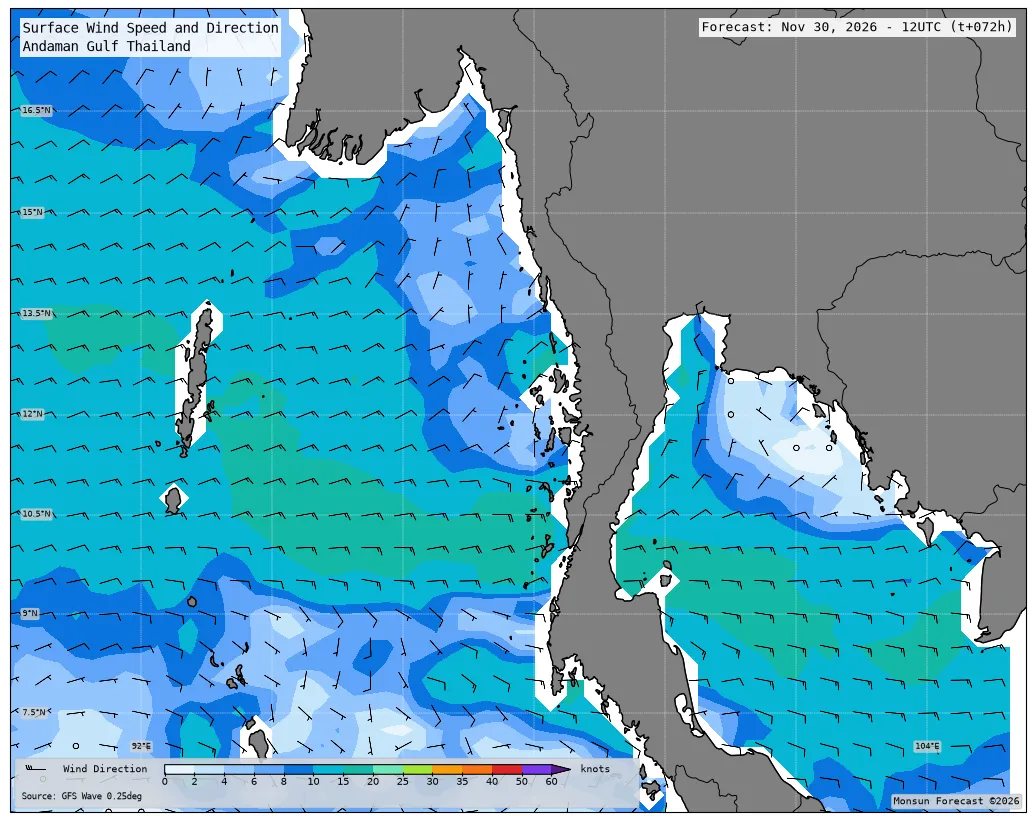 Surface Wind Speed and Direction
Andaman Gulf Thailand
Forecast: Nov 30, 2026 - 12UTC (t+072h)
16.5°N
15°N
13.5°N
12°N
10.5°N
9°N
7.5°N
92°E
104°E
Wind Direction
0 2 4 6 8 10 15 20 25 30 35 40 50 60
knots
Source: GFS Wave 0.25deg
Monsun Forecast ©2026